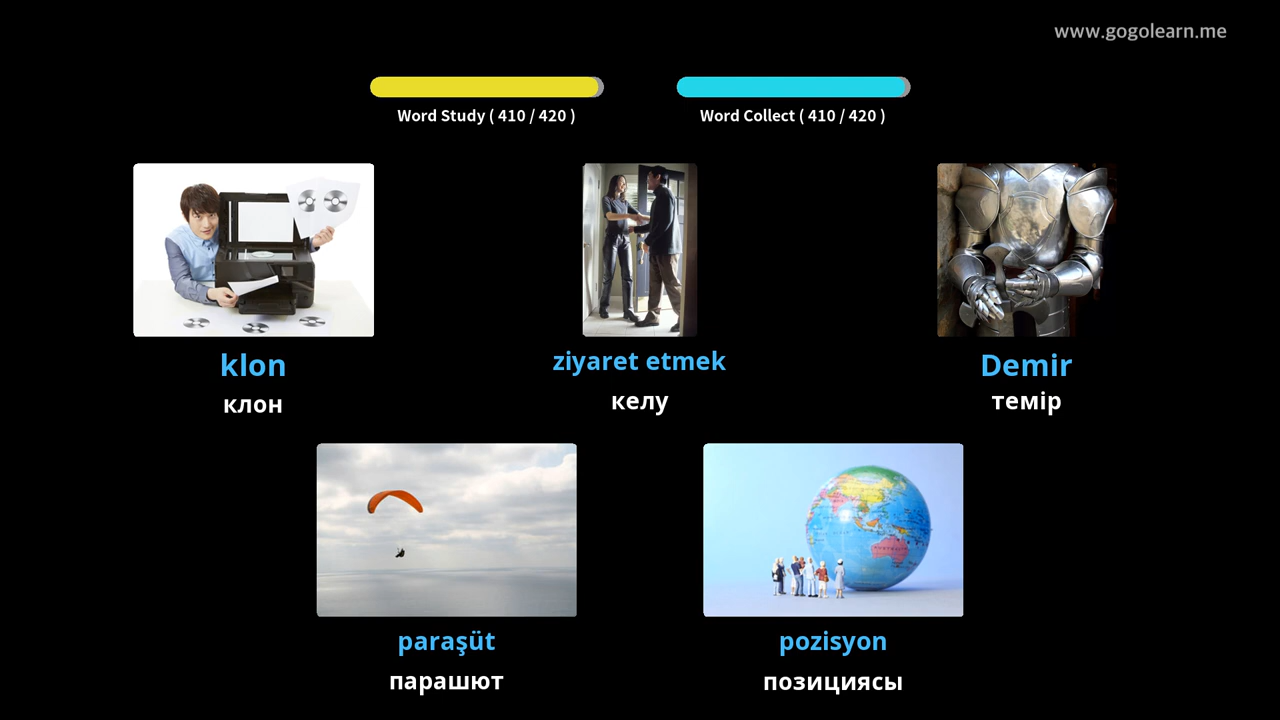 www.gogolearn.me
Word Study ( 410 / 420 )
Word Collect ( 410 / 420 )
klon
клон
ziyaret etmek
келу
Demir
темір
paraşüt
парашют
pozisyon
позициясы